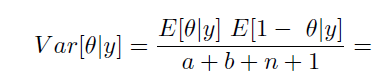 Var[θ|y] = E[θ|y] E[1 − θ|y] / a + b + n + 1 =